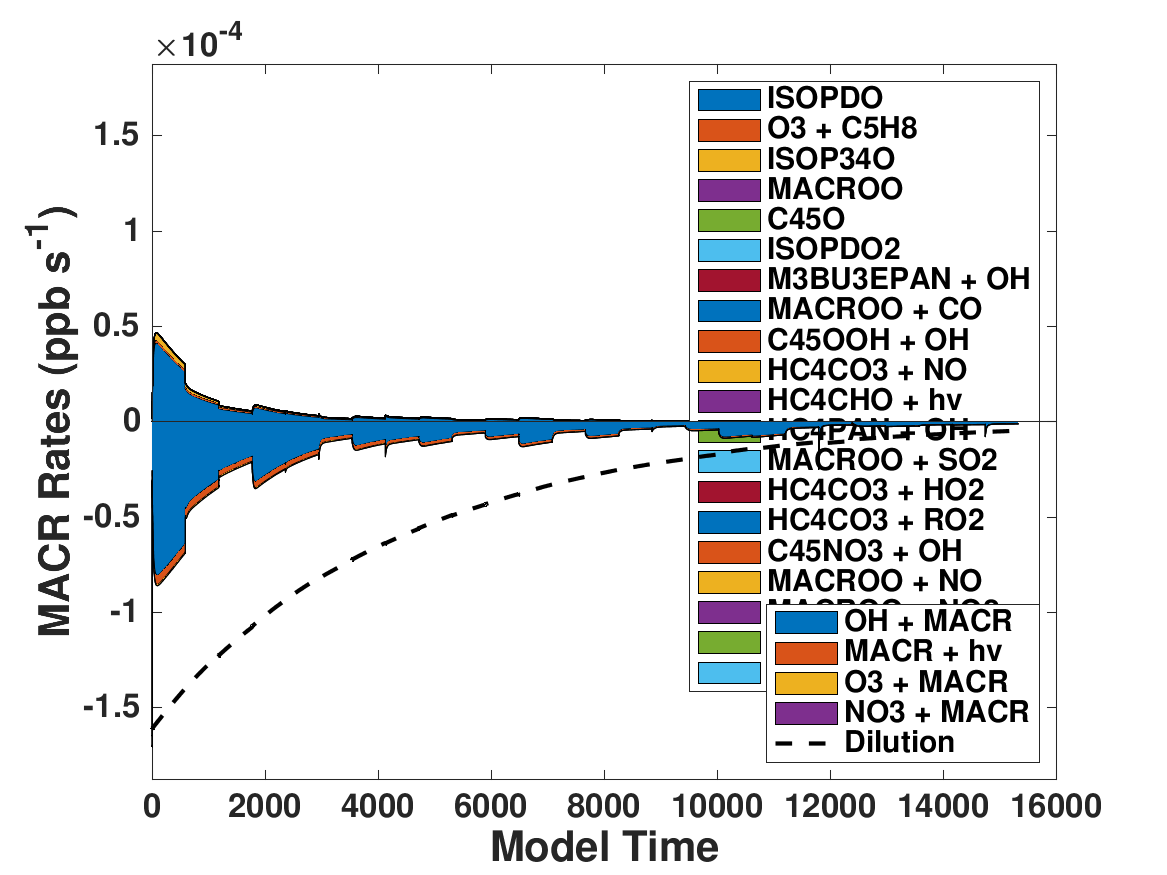 ×10-4
1.5
1
0.5
0
-0.5
-1
-1.5
MACR Rates (ppb s-1)
0 2000 4000 6000 8000 10000 12000 14000 16000
Model Time
ISOPDO
O3 + C5H8
ISOP34O
MACROO
C45O
ISOPDO2
M3BU3EPAN + OH
MACROO + CO
C45OOH + OH
HC4CO3 + NO
HC4CHO + hv
HC4PAN + OH
MACROO + SO2
HC4CO3 + HO2
HC4CO3 + RO2
C45NO3 + OH
MACROO + NO
OH + MACR
MACR + hv
O3 + MACR
NO3 + MACR
Dilution